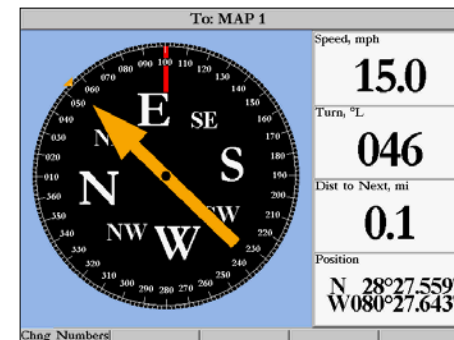 To: MAP 1
070 080 090 100 110 120 130 140 150 160 170 180 190 200 210 220 230 240 250 260 270 280 290 300 310 320 330 340 350 360 010 020 030 040 050 060
E
SE
S
SW
W
NW
N
Speed, mph
15.0
Turn, °L
046
Dist to Next, mi
0.1
Position
N 28°27.559'
W080°27.643'
Chng Numbers